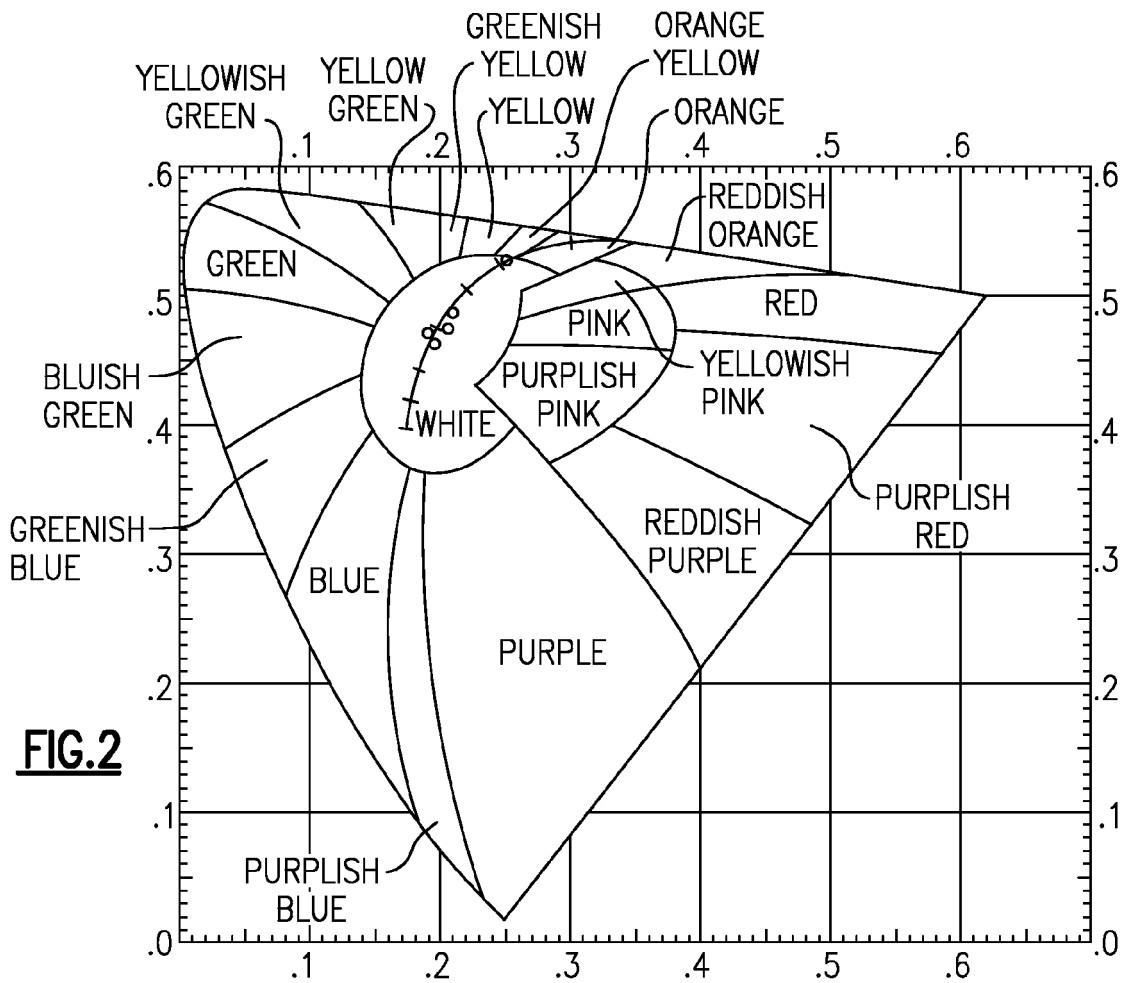 GREENISH
YELLOW
ORANGE
YELLOW
YELLOWISH
GREEN
YELLOW
GREEN
YELLOW
ORANGE
.1 .2 .3 .4 .5 .6
.6 .6
REDDISH
ORANGE
GREEN
.5 .5
RED
PINK
BLUISH
GREEN
PURPLISH
PINK
YELLOWISH
PINK
WHITE
.4 .4
PURPLISH
RED
GREENISH
BLUE
REDDISH
PURPLE
.3 .3
BLUE
PURPLE
.2 .2
FIG.2
.1 .1
PURPLISH
BLUE
.0 .0
.1 .2 .3 .4 .5 .6